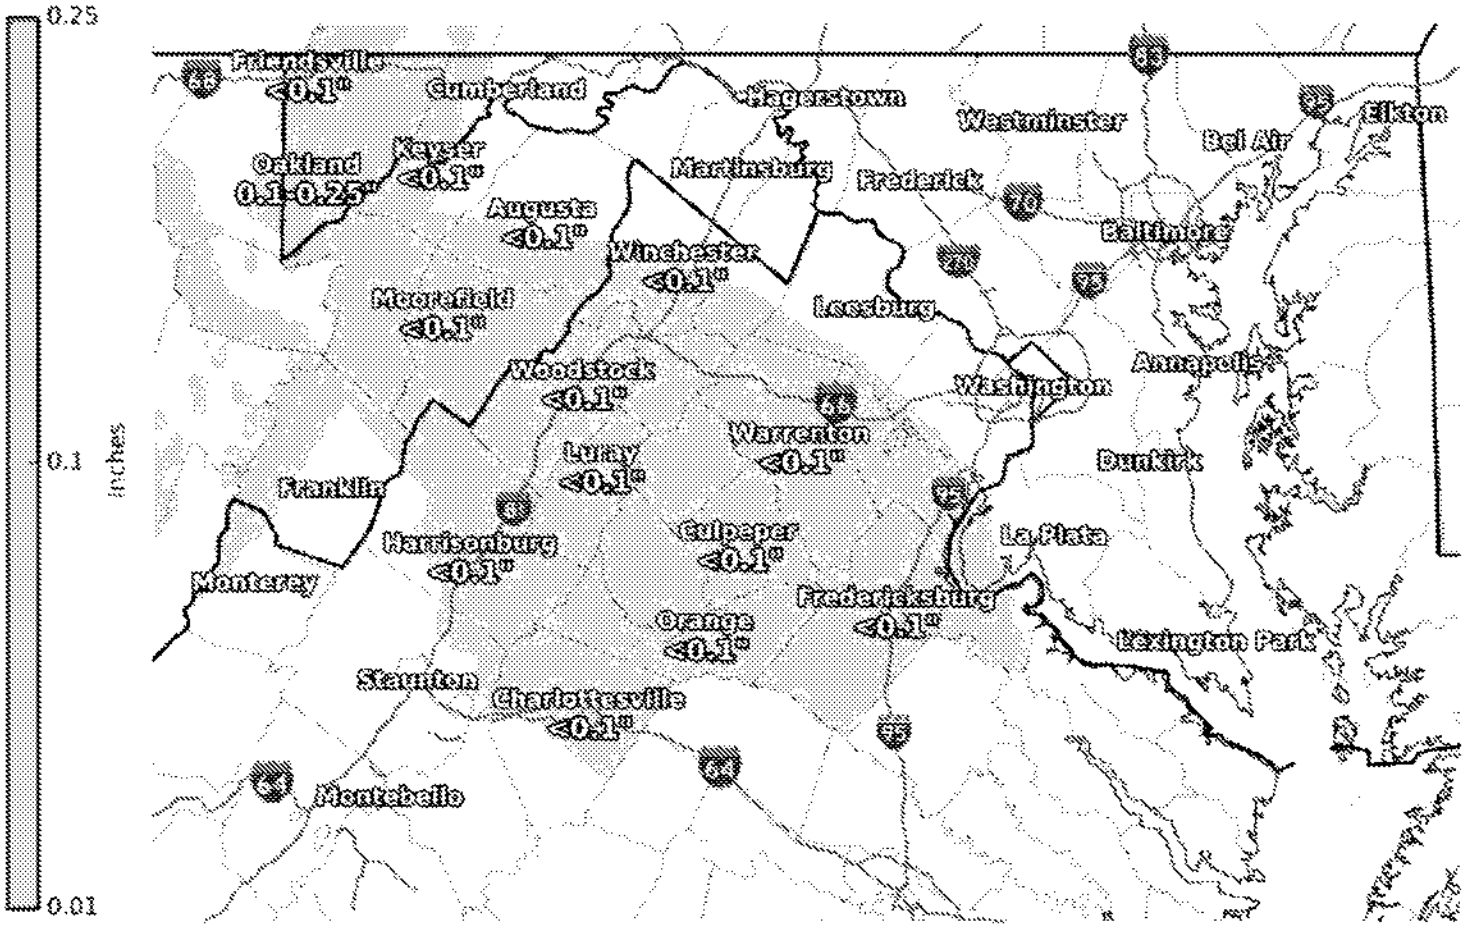 0.25
83
Friendsville
68
<0.1"
Cumberland
Hagerstown
95
Elkton
Westminster
Bel Air
Keyser
<0.1"
Oakland
0.1-0.25"
Martinsburg
Frederick
70
Augusta
<0.1"
Baltimore
Winchester
<0.1"
95
Moorefield
<0.1"
Leesburg
Annapolis
Woodstock
<0.1"
Washington
66
Warrenton
<0.1"
Luray
<0.1"
Dunkirk
0.1
inches
Franklin
95
81
Culpeper
<0.1"
La Plata
Harrisonburg
<0.1"
Monterey
Fredericksburg
<0.1"
Orange
<0.1"
Lexington Park
Staunton
Charlottesville
<0.1"
95
64
64
Montebello
0.01